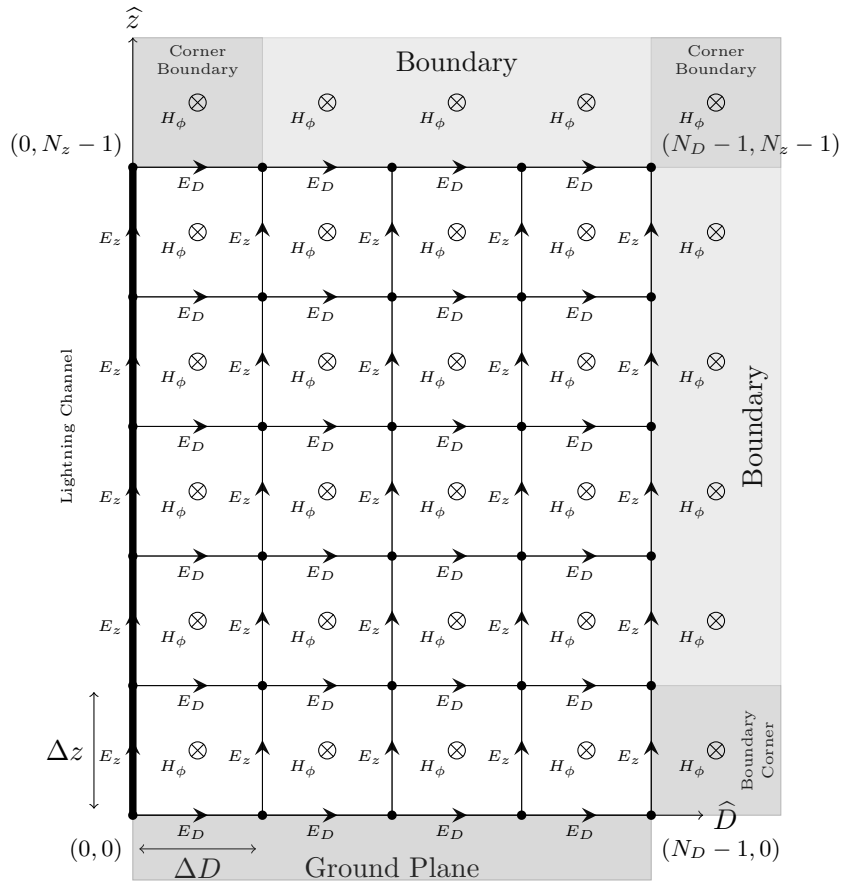 ẑ
Corner Boundary
Boundary
Corner Boundary
H_ϕ H_ϕ H_ϕ H_ϕ H_ϕ
(0, N_z − 1) (N_D − 1, N_z − 1)
E_D E_D E_D E_D
E_z H_ϕ E_z H_ϕ E_z H_ϕ E_z H_ϕ E_z H_ϕ
E_D E_D E_D E_D
E_z H_ϕ E_z H_ϕ E_z H_ϕ E_z H_ϕ E_z H_ϕ
Lightning Channel
Boundary
E_D E_D E_D E_D
E_z H_ϕ E_z H_ϕ E_z H_ϕ E_z H_ϕ E_z H_ϕ
E_D E_D E_D E_D
E_z H_ϕ E_z H_ϕ E_z H_ϕ E_z H_ϕ E_z H_ϕ
E_D E_D E_D E_D
Δz
E_z H_ϕ E_z H_ϕ E_z H_ϕ E_z H_ϕ E_z H_ϕ
Boundary
Corner
D̂
E_D E_D E_D E_D
(0, 0) (N_D − 1, 0)
ΔD
Ground Plane